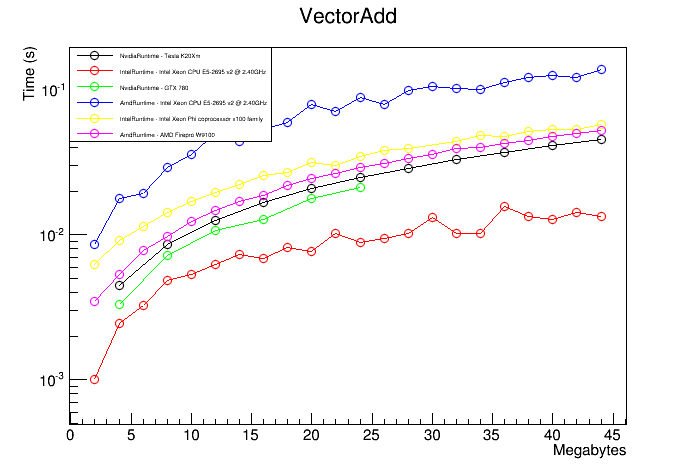 VectorAdd
Time (s)
NvidiaRuntime - Tesla K20Xm
IntelRuntime - Intel Xeon CPU E5-2695 v2 @ 2.40GHz
NvidiaRuntime - GTX 780
AmdRuntime - Intel Xeon CPU E5-2695 v2 @ 2.40GHz
IntelRuntime - Intel Xeon Phi coprocessor x100 family
AmdRuntime - AMD Firepro W9100
10⁻¹
10⁻²
10⁻³
0 5 10 15 20 25 30 35 40 45
Megabytes